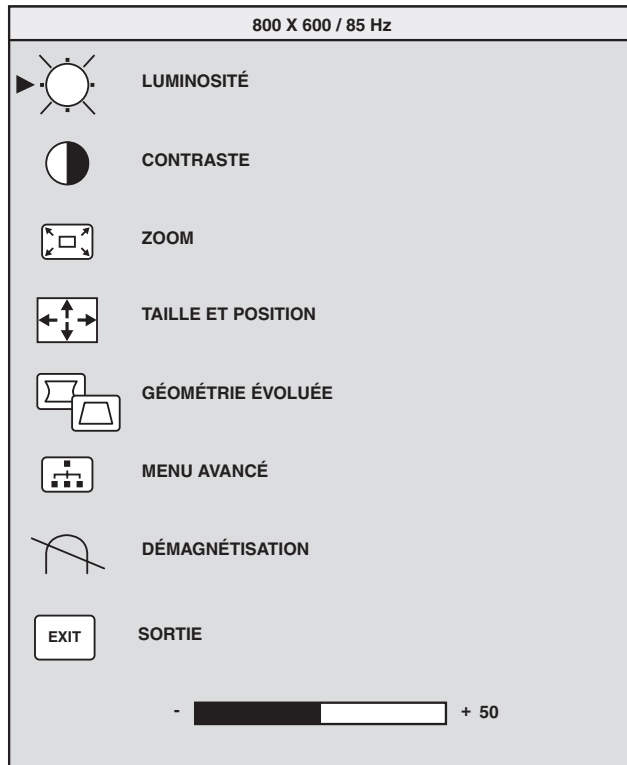 800 X 600 / 85 Hz
LUMINOSITÉ
CONTRASTE
ZOOM
TAILLE ET POSITION
GÉOMÉTRIE ÉVOLUÉE
MENU AVANCÉ
DÉMAGNÉTISATION
EXIT SORTIE
- + 50